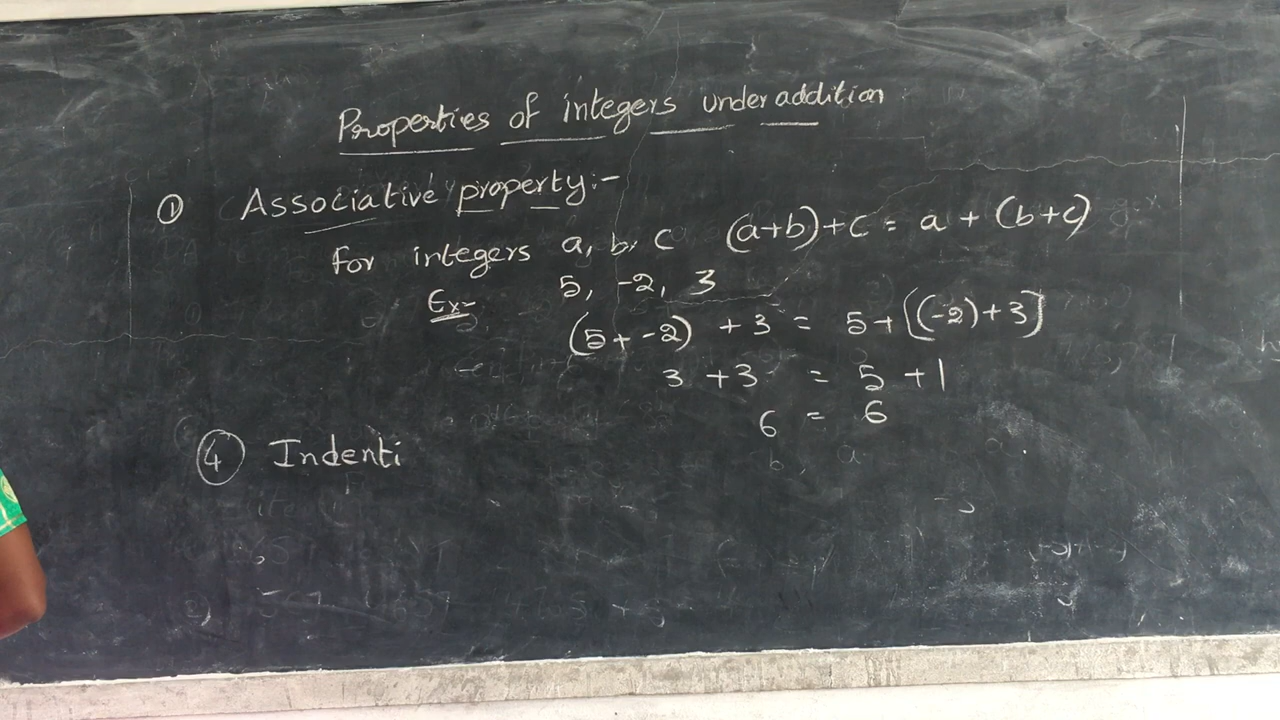 Properties of integers under addition
① Associative property:-
for integers a, b, c (a+b)+c = a + (b+c)
Ex:- 5, -2, 3
(5+-2) +3 = 5+[(-2)+3]
3 +3 = 5 +1
6 = 6
④ Indenti